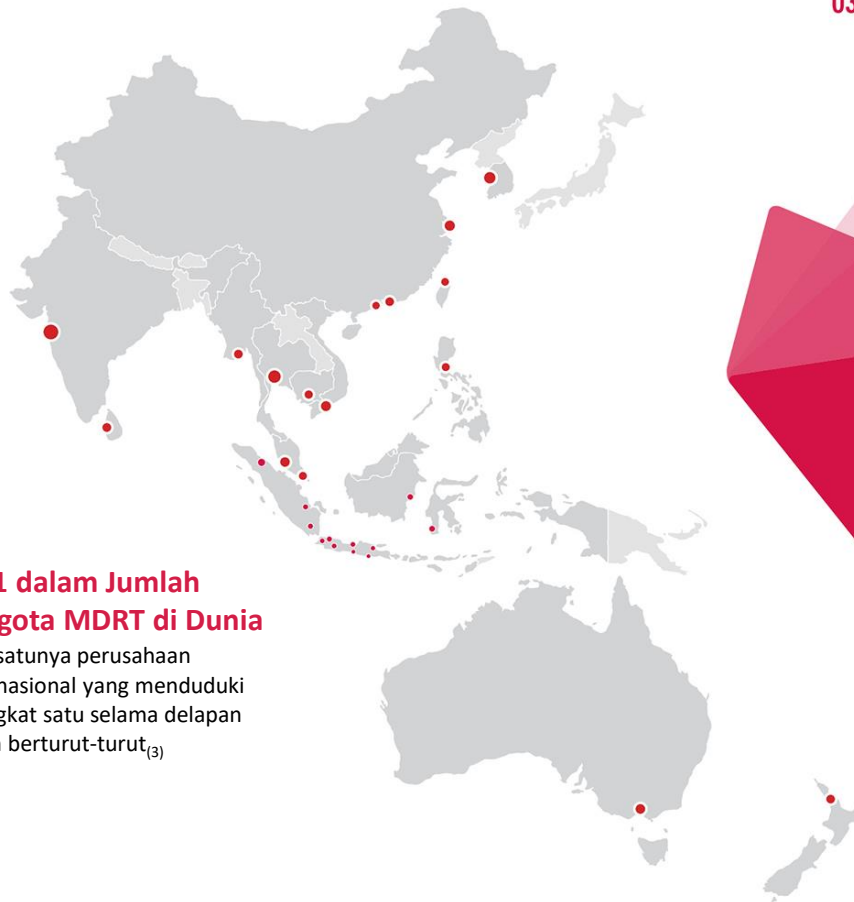 03
1 dalam Jumlah
gota MDRT di Dunia
satunya perusahaan
nasional yang menduduki
gkat satu selama delapan
berturut-turut(3)